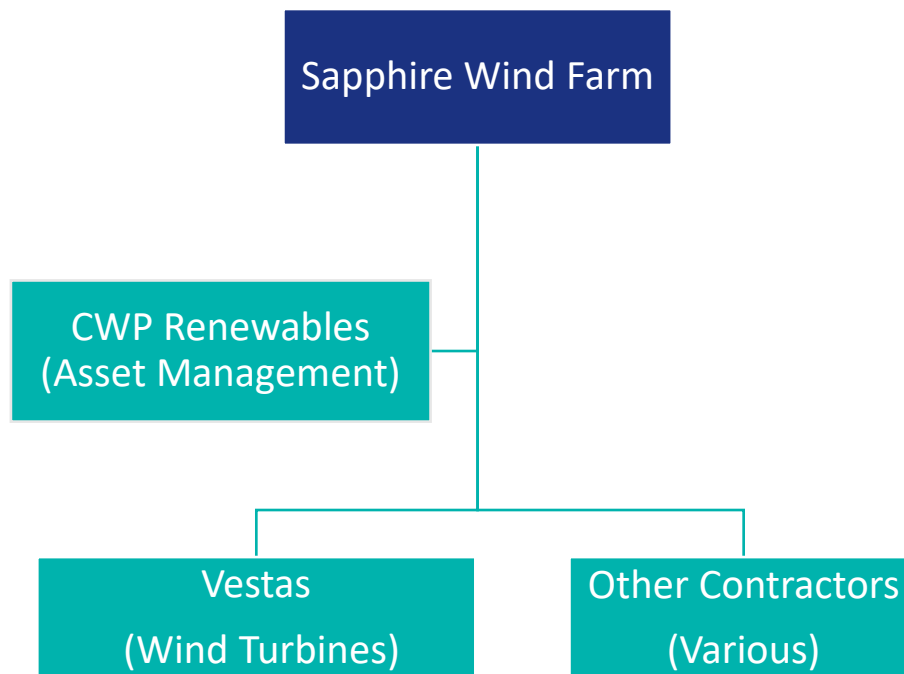 Sapphire Wind Farm
CWP Renewables
(Asset Management)
Vestas
(Wind Turbines)
Other Contractors
(Various)